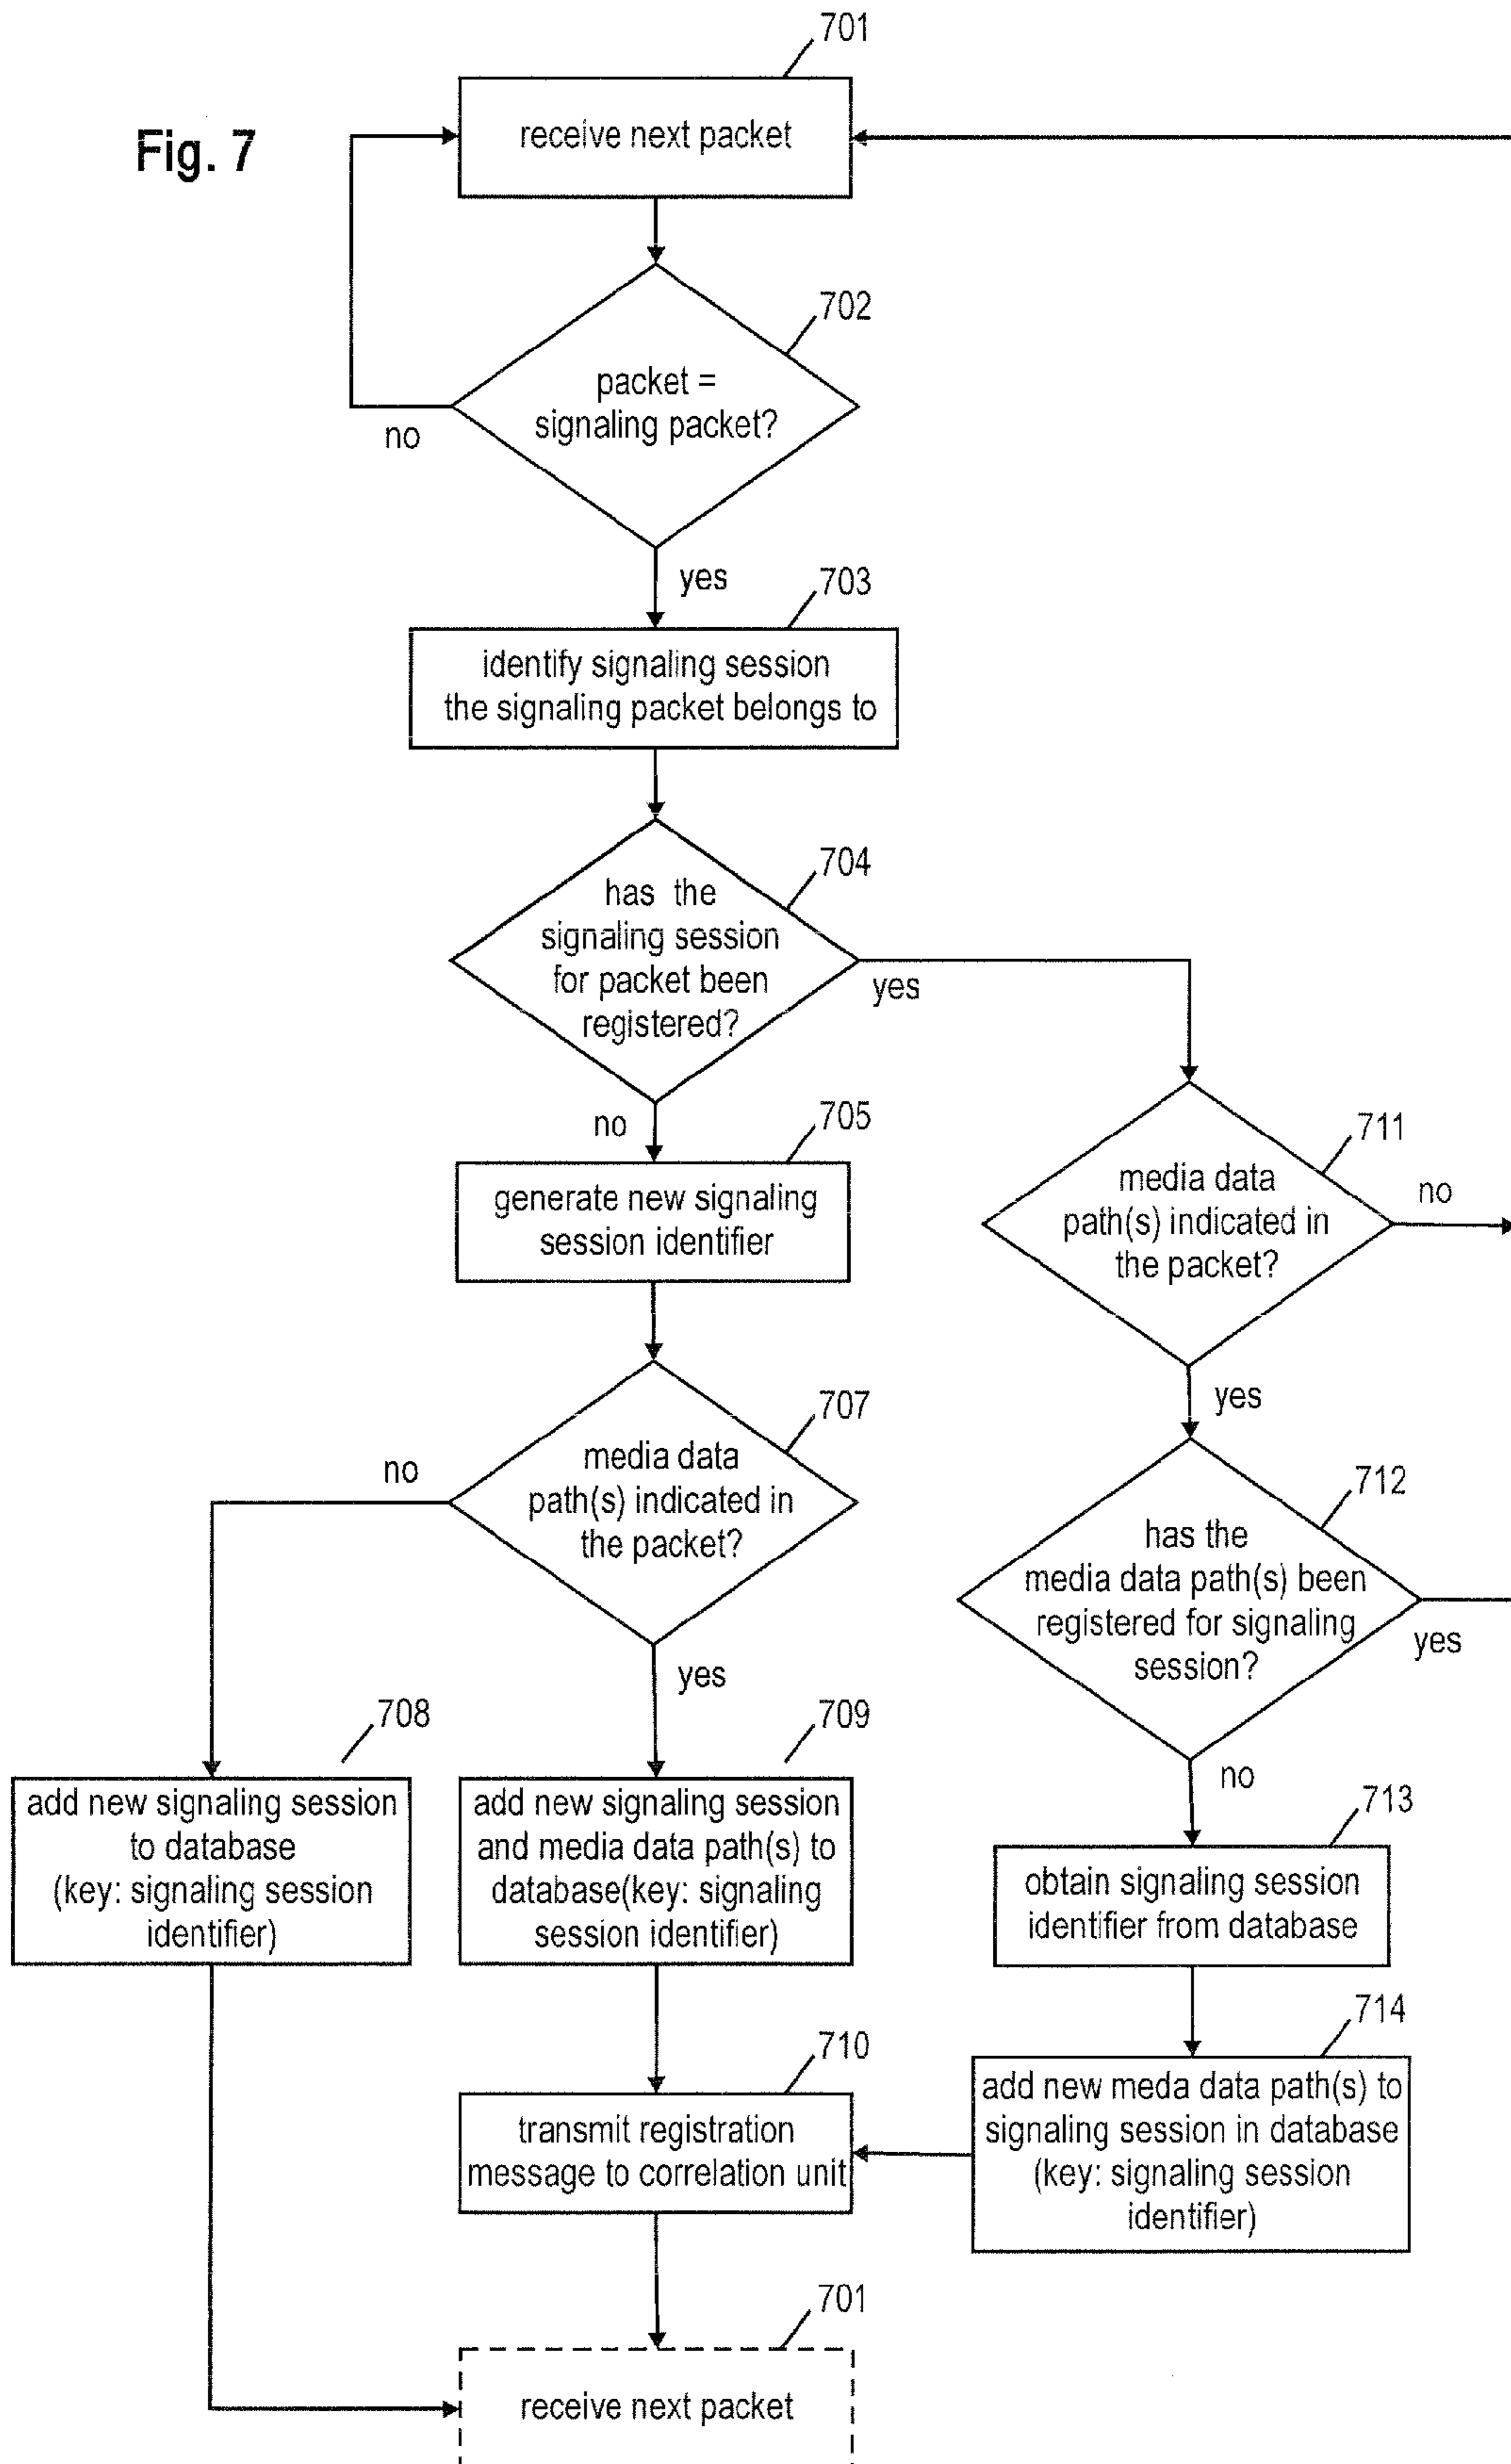 Fig. 7
701
receive next packet
702
packet =
signaling packet?
no
yes
703
identify signaling session
the signaling packet belongs to
704
has the
signaling session
for packet been
registered?
yes
no
705
generate new signaling
session identifier
711
media data
path(s) indicated in
the packet?
no
yes
707
media data
path(s) indicated in
the packet?
no
yes
712
has the
media data path(s) been
registered for signaling
session?
yes
no
708
add new signaling session
to database
(key: signaling session
identifier)
709
add new signaling session
and media data path(s) to
database(key: signaling
session identifier)
713
obtain signaling session
identifier from database
714
add new meda data path(s) to
signaling session in database
(key: signaling session
identifier)
710
transmit registration
message to correlation unit
701
receive next packet